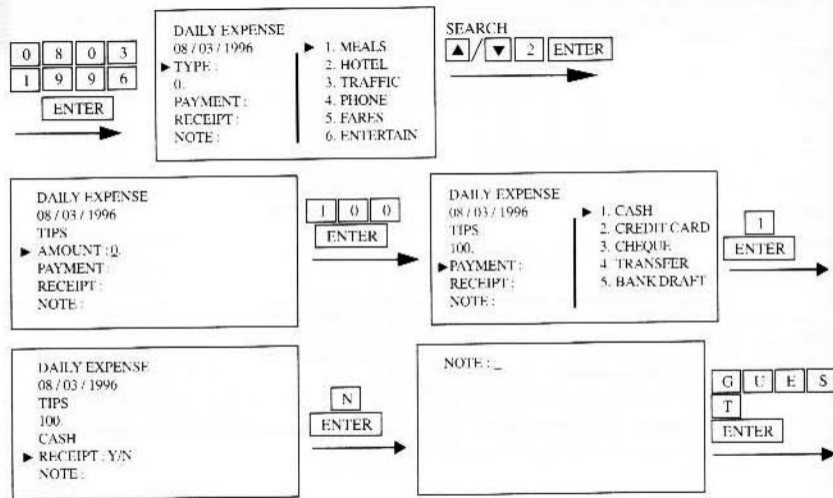 0 8 0 3
1 9 9 6
ENTER
DAILY EXPENSE
08 / 03 / 1996
▶ TYPE :
0.
PAYMENT :
RECEIPT :
NOTE :
▶ 1. MEALS
2. HOTEL
3. TRAFFIC
4. PHONE
5. FARES
6. ENTERTAIN
SEARCH
▲ / ▼ 2 ENTER
DAILY EXPENSE
08 / 03 / 1996
TIPS
▶ AMOUNT : 0.
PAYMENT :
RECEIPT :
NOTE :
1 0 0
ENTER
DAILY EXPENSE
08 / 03 / 1996
TIPS
100.
▶ PAYMENT :
RECEIPT :
NOTE :
▶ 1. CASH
2. CREDIT CARD
3. CHEQUE
4. TRANSFER
5. BANK DRAFT
1
ENTER
DAILY EXPENSE
08 / 03 / 1996
TIPS
100.
CASH
▶ RECEIPT : Y/N
NOTE :
N
ENTER
NOTE : _
G U E S
T
ENTER